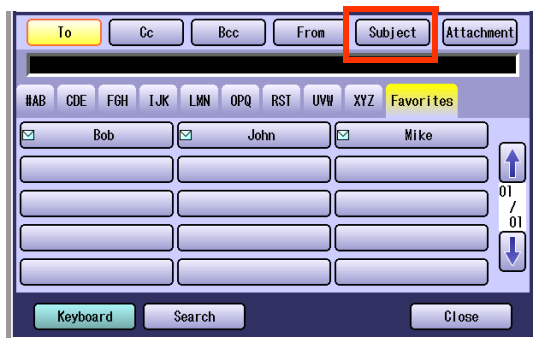 To Cc Bcc From Subject Attachment
#AB CDE FGH IJK LMN OPQ RST UVW XYZ Favorites
Bob John Mike
01
/
01
Keyboard Search Close